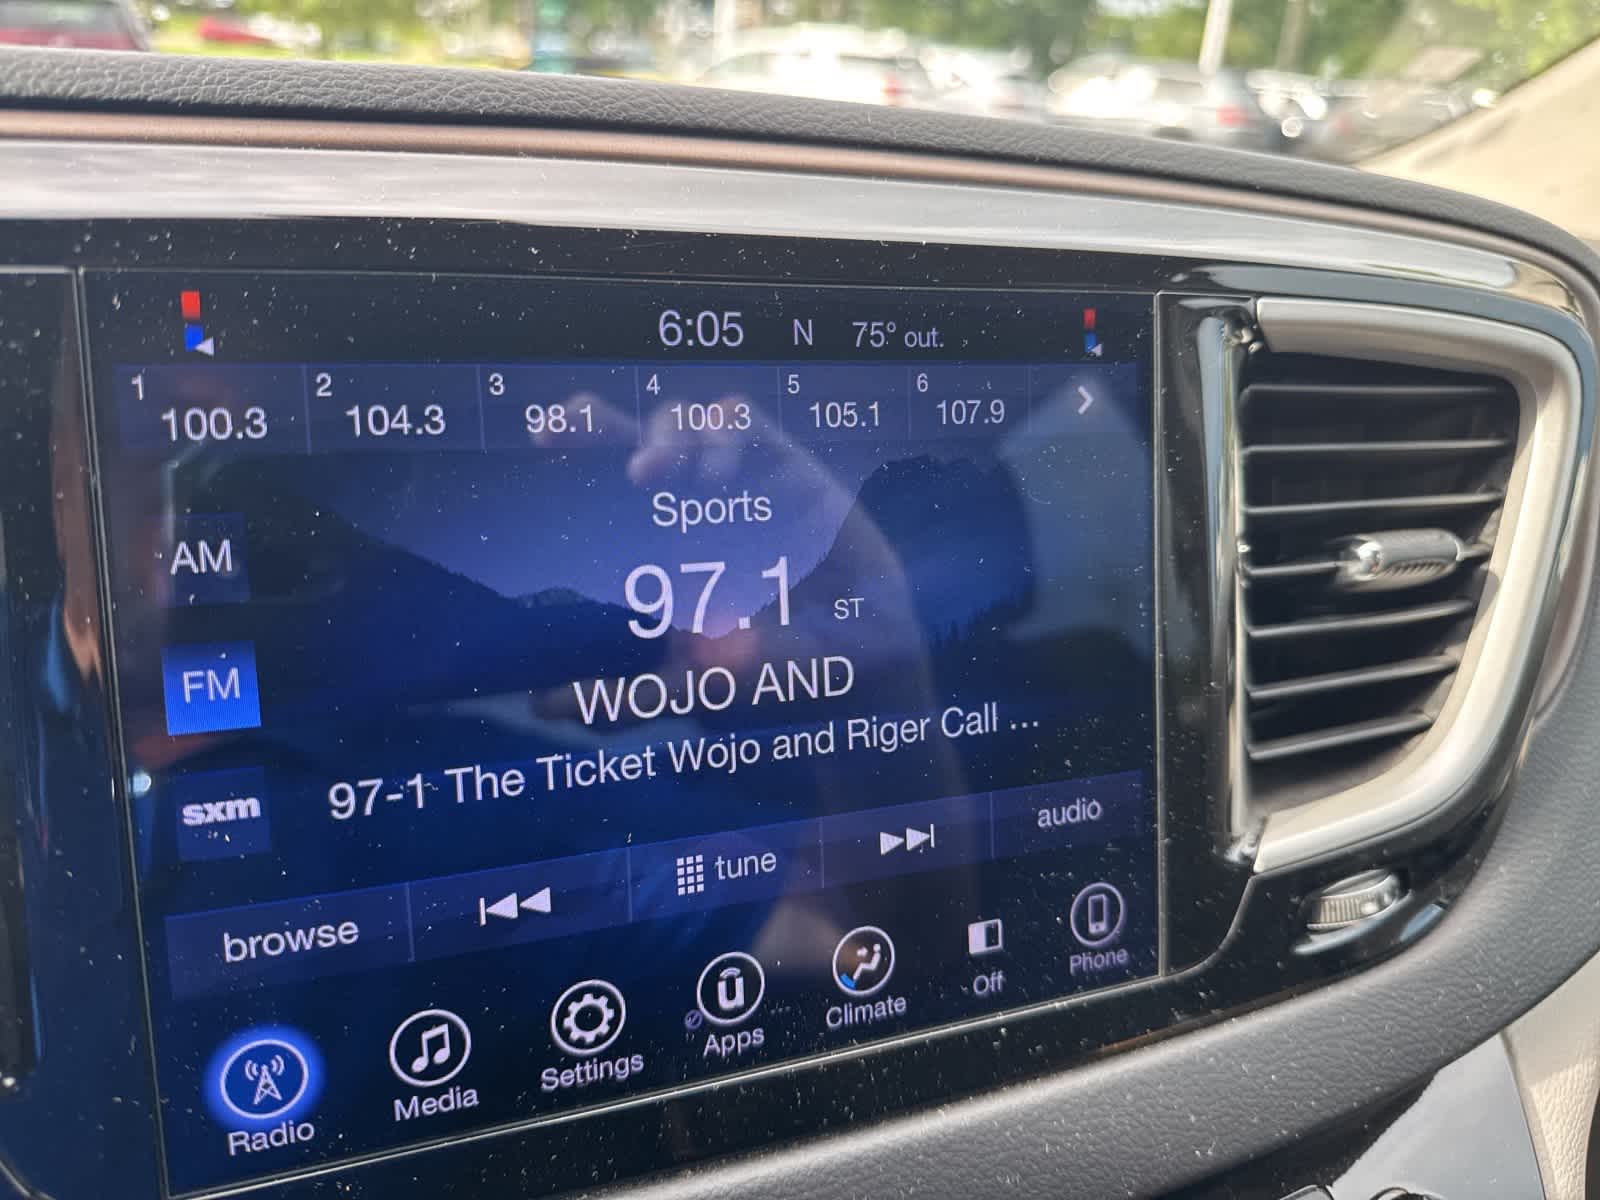 6:05 N 75° out.
1 100.3 2 104.3 3 98.1 4 100.3 5 105.1 6 107.9
Sports
AM
97.1 ST
FM
WOJO AND
97-1 The Ticket Wojo and Riger Call ...
sxm
browse tune audio
Radio Media Settings Apps Climate Off Phone